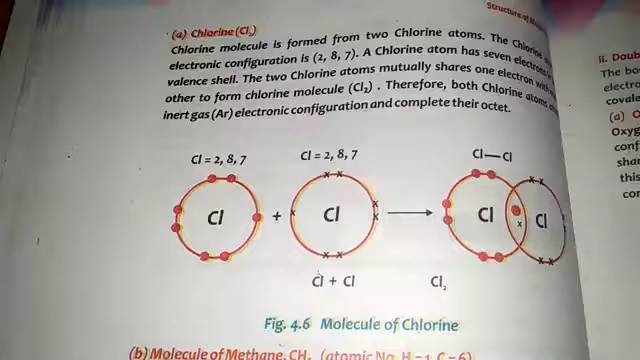 Structure of
(a) Chlorine (Cl₂)
Chlorine molecule is formed from two Chlorine atoms. The Chlorine
electronic configuration is (2, 8, 7). A Chlorine atom has seven electrons
valence shell. The two Chlorine atoms mutually shares one electron with
other to form chlorine molecule (Cl₂) . Therefore, both Chlorine atoms
inert gas (Ar) electronic configuration and complete their octet.
Cl = 2, 8, 7
Cl = 2, 8, 7
Cl—Cl
Cl + Cl → Cl Cl
Cl + Cl
Cl₂
Fig. 4.6 Molecule of Chlorine
(b) Molecule of Methane, CH₄ (atomic No. H=1, C=6)
ii. Doub
The bo
electro
covale
(a) O
Oxyg
conf
shar
this
cor